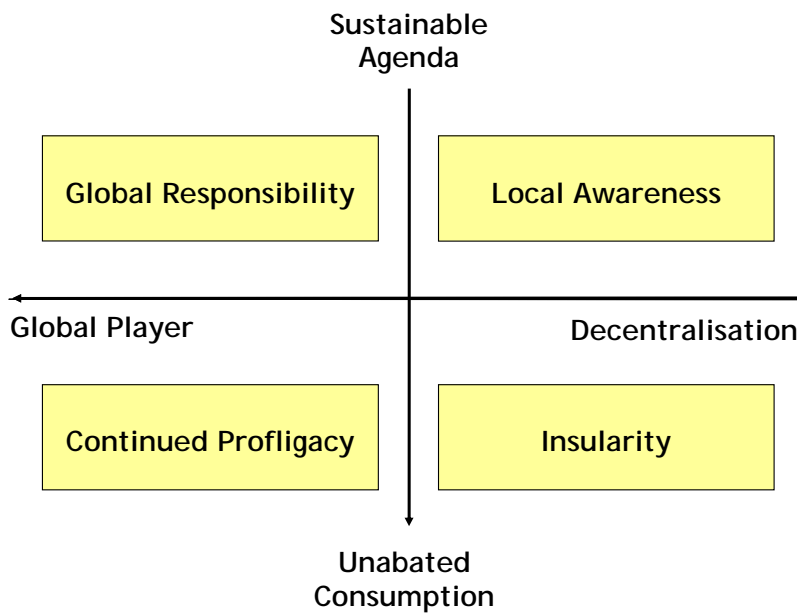 Sustainable
Agenda
Global Responsibility
Local Awareness
Global Player
Decentralisation
Continued Profligacy
Insularity
Unabated
Consumption